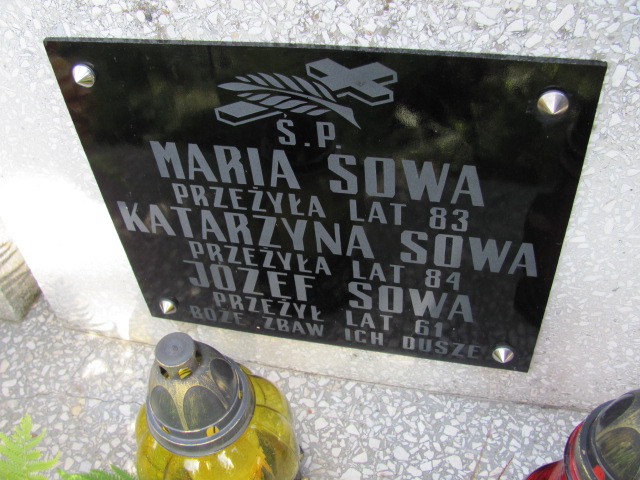 Ś.P.
MARIA SOWA
PRZEŻYŁA LAT 83
KATARZYNA SOWA
PRZEŻYŁA LAT 84
JÓZEF SOWA
PRZEŻYŁ LAT 61
BOŻE ZBAW ICH DUSZE